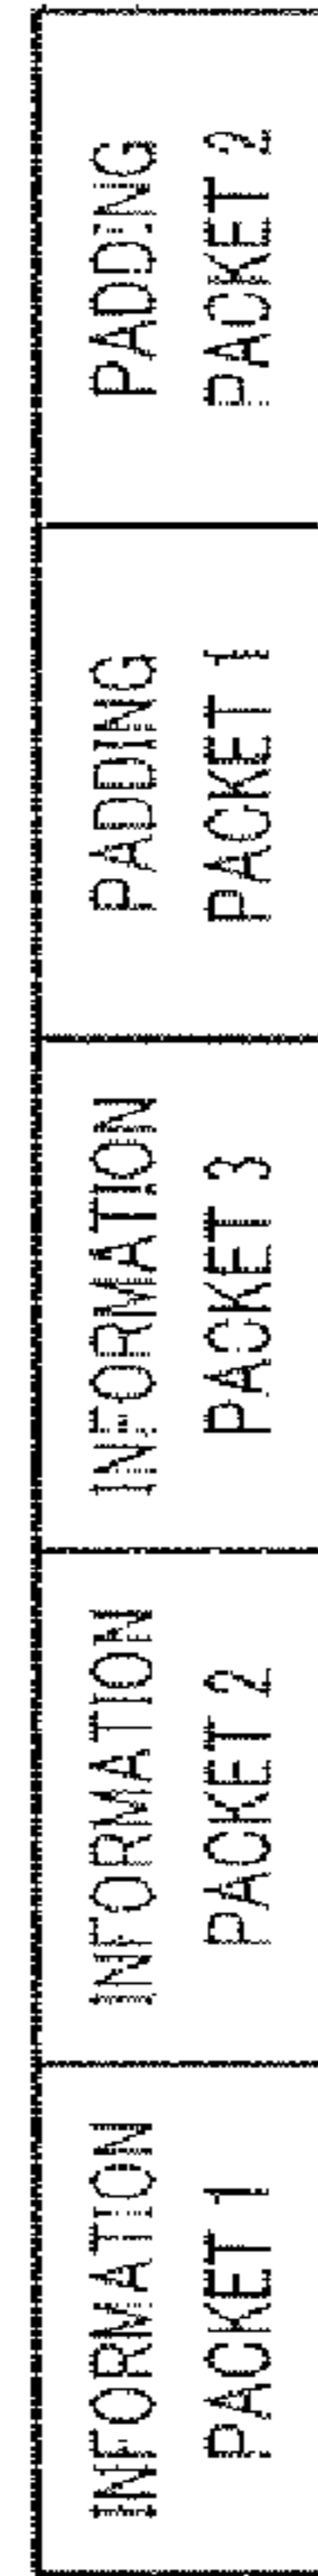 INFORMATION
PACKET 1
INFORMATION
PACKET 2
INFORMATION
PACKET 3
PADDING
PACKET 1
PADDING
PACKET 2